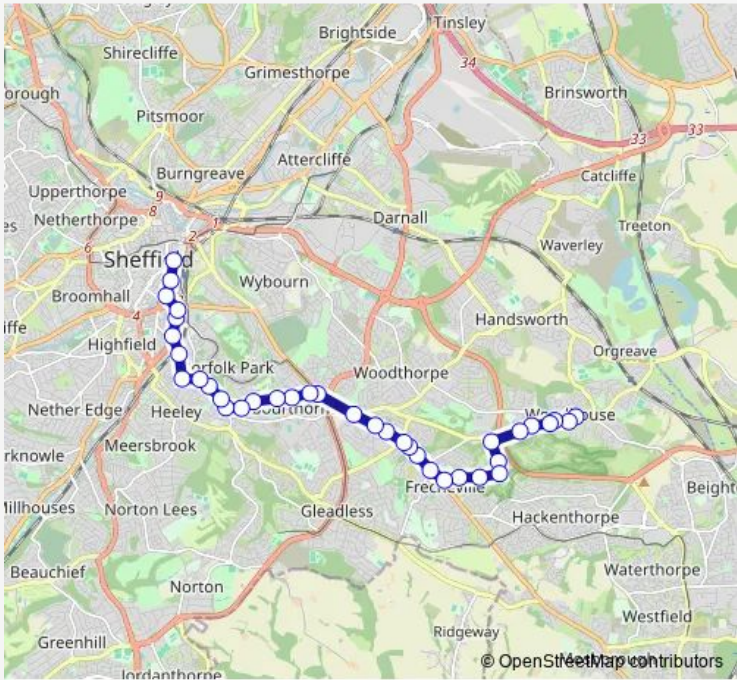 Tinsley
Brightside
34
Shirecliffe
Grimesthorpe
orough
Brinsworth
Pitsmoor
33
33
Attercliffe
Burngreave
Catcliffe
Upperthorpe
9
8
Netherthorpe
1
Darnall
Treeton
es
2
Waverley
6
Sheffield
Wybourn
Broomhall
4
Handsworth
iffe
Highfield
Orgreave
orfolk Park
Woodthorpe
Nether Edge
Heeley
ourthorn
W house
Meersbrook
rknowle
Frecheville
Beight
Millhouses
Norton Lees
Gleadless
Hackenthorpe
Beauchief
Waterthorpe
Norton
Westfield
Ridgeway
Greenhill
© OpenStreetMap contributors
Jordanthorpe